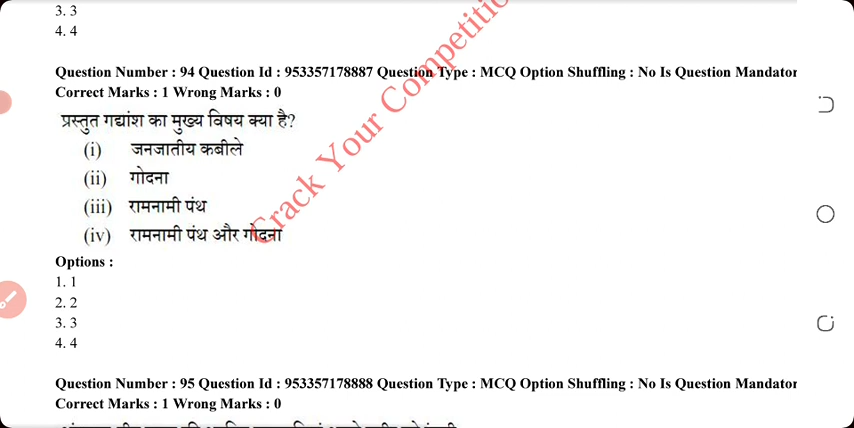 3. 3
4. 4
Question Number : 94 Question Id : 953357178887 Question Type : MCQ Option Shuffling : No Is Question Mandator
Correct Marks : 1 Wrong Marks : 0
प्रस्तुत गद्यांश का मुख्य विषय क्या है?
(i) जनजातीय कबीले
(ii) गोदना
(iii) रामनामी पंथ
(iv) रामनामी पंथ और गोदना
Crack Your Competitio
Options :
1. 1
2. 2
3. 3
4. 4
Question Number : 95 Question Id : 953357178888 Question Type : MCQ Option Shuffling : No Is Question Mandator
Correct Marks : 1 Wrong Marks : 0